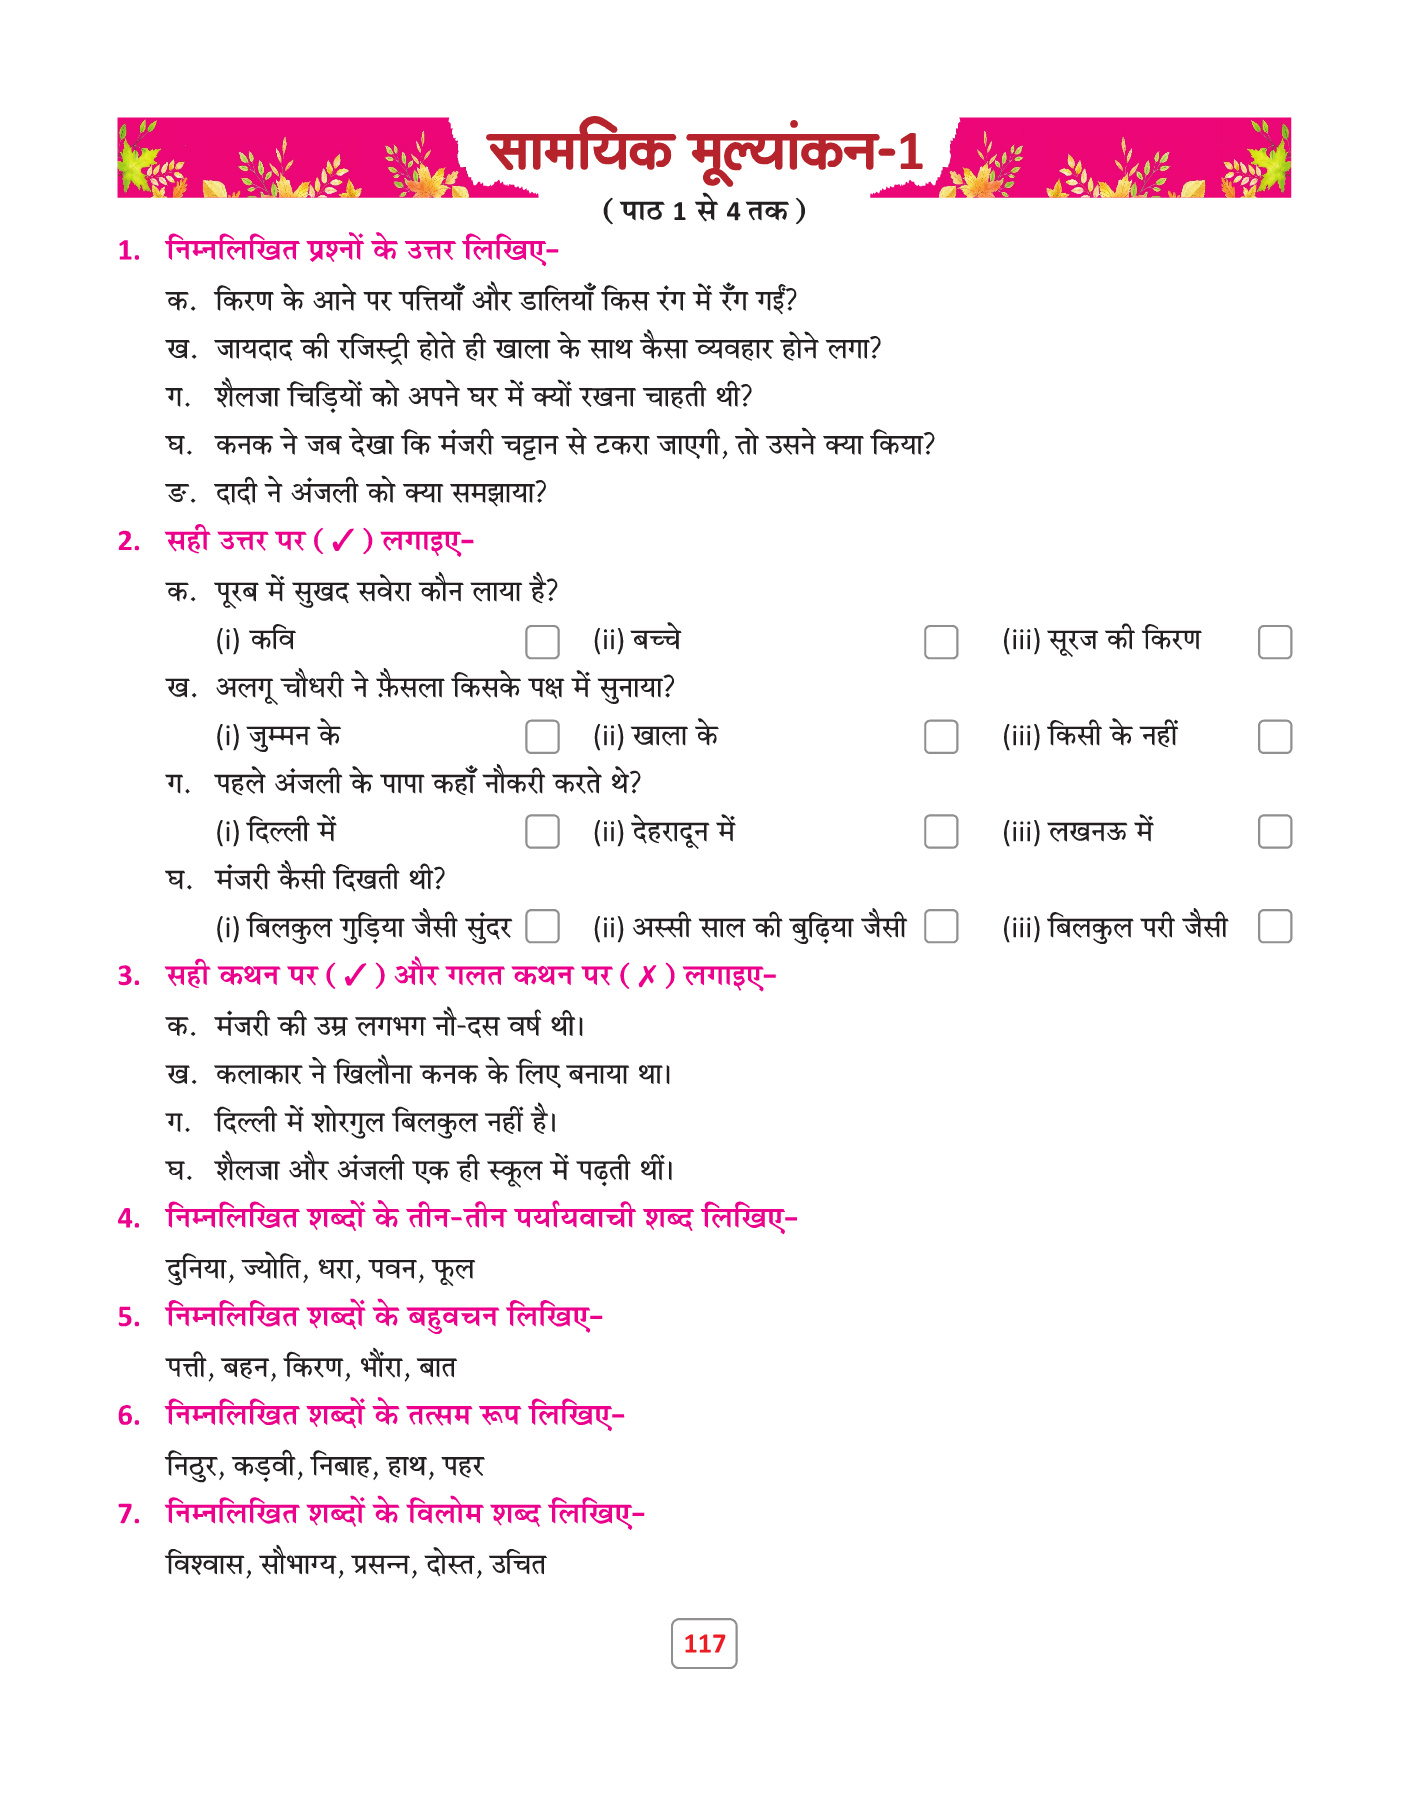 सामयिक मूल्यांकन-1
( पाठ 1 से 4 तक )
1. निम्नलिखित प्रश्नों के उत्तर लिखिए–
क. किरण के आने पर पत्तियाँ और डालियाँ किस रंग में रँग गईं?
ख. जायदाद की रजिस्ट्री होते ही खाला के साथ कैसा व्यवहार होने लगा?
ग. शैलजा चिड़ियों को अपने घर में क्यों रखना चाहती थी?
घ. कनक ने जब देखा कि मंजरी चट्टान से टकरा जाएगी, तो उसने क्या किया?
ङ. दादी ने अंजली को क्या समझाया?
2. सही उत्तर पर ( ✓ ) लगाइए–
क. पूरब में सुखद सवेरा कौन लाया है?
(i) कवि (ii) बच्चे (iii) सूरज की किरण
ख. अलगू चौधरी ने फ़ैसला किसके पक्ष में सुनाया?
(i) जुम्मन के (ii) खाला के (iii) किसी के नहीं
ग. पहले अंजली के पापा कहाँ नौकरी करते थे?
(i) दिल्ली में (ii) देहरादून में (iii) लखनऊ में
घ. मंजरी कैसी दिखती थी?
(i) बिलकुल गुड़िया जैसी सुंदर (ii) अस्सी साल की बुढ़िया जैसी (iii) बिलकुल परी जैसी
3. सही कथन पर ( ✓ ) और गलत कथन पर ( ✗ ) लगाइए–
क. मंजरी की उम्र लगभग नौ-दस वर्ष थी।
ख. कलाकार ने खिलौना कनक के लिए बनाया था।
ग. दिल्ली में शोरगुल बिलकुल नहीं है।
घ. शैलजा और अंजली एक ही स्कूल में पढ़ती थीं।
4. निम्नलिखित शब्दों के तीन-तीन पर्यायवाची शब्द लिखिए–
दुनिया, ज्योति, धरा, पवन, फूल
5. निम्नलिखित शब्दों के बहुवचन लिखिए–
पत्ती, बहन, किरण, भौंरा, बात
6. निम्नलिखित शब्दों के तत्सम रूप लिखिए–
निठुर, कड़वी, निबाह, हाथ, पहर
7. निम्नलिखित शब्दों के विलोम शब्द लिखिए–
विश्वास, सौभाग्य, प्रसन्न, दोस्त, उचित
117